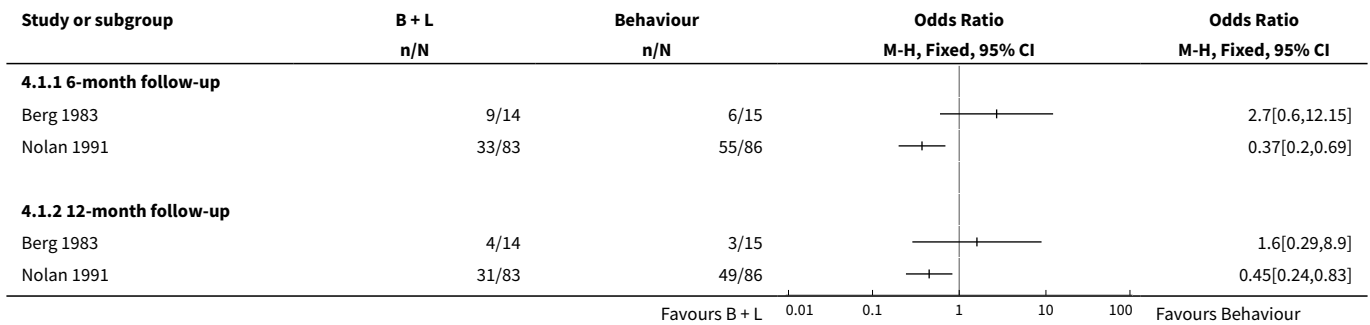 Study or subgroup B + L Behaviour Odds Ratio Odds Ratio
n/N n/N M-H, Fixed, 95% CI M-H, Fixed, 95% CI
4.1.1 6-month follow-up
Berg 1983 9/14 6/15 2.7[0.6,12.15]
Nolan 1991 33/83 55/86 0.37[0.2,0.69]
4.1.2 12-month follow-up
Berg 1983 4/14 3/15 1.6[0.29,8.9]
Nolan 1991 31/83 49/86 0.45[0.24,0.83]
Favours B + L 0.01 0.1 1 10 100 Favours Behaviour